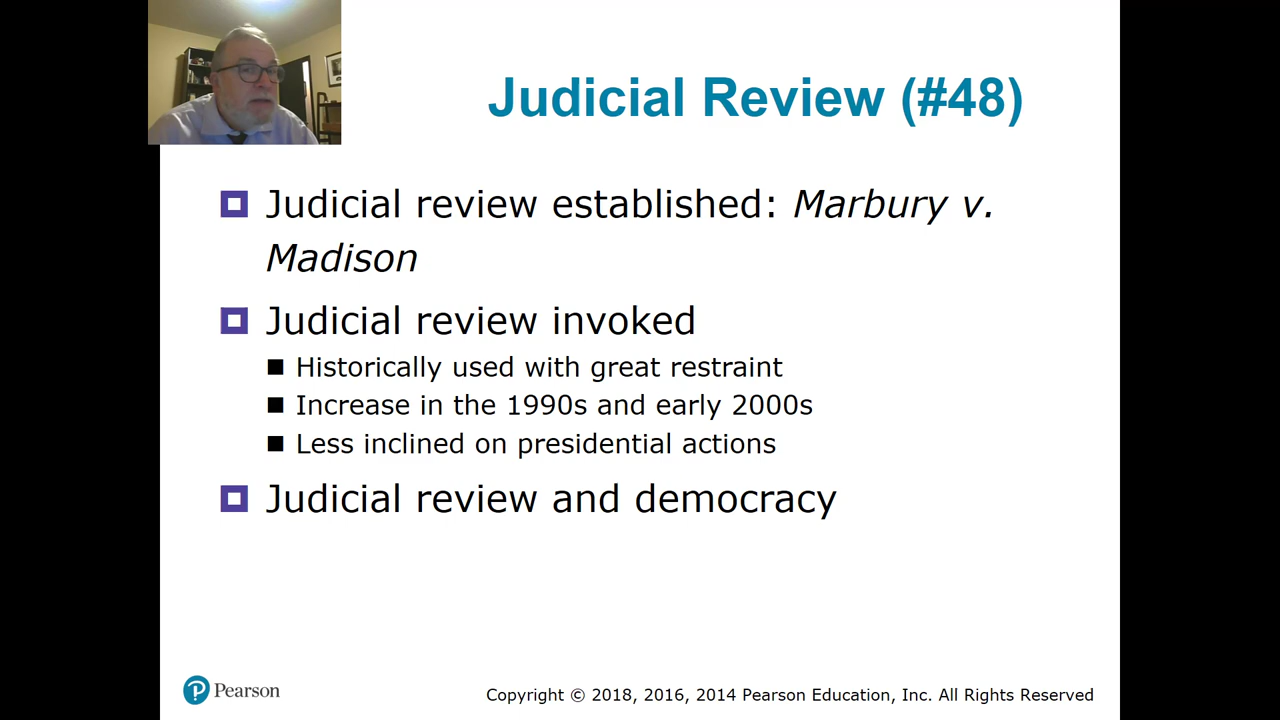 Judicial Review (#48)
Judicial review established: Marbury v.
Madison
Judicial review invoked
Historically used with great restraint
Increase in the 1990s and early 2000s
Less inclined on presidential actions
Judicial review and democracy
Pearson
Copyright © 2018, 2016, 2014 Pearson Education, Inc. All Rights Reserved